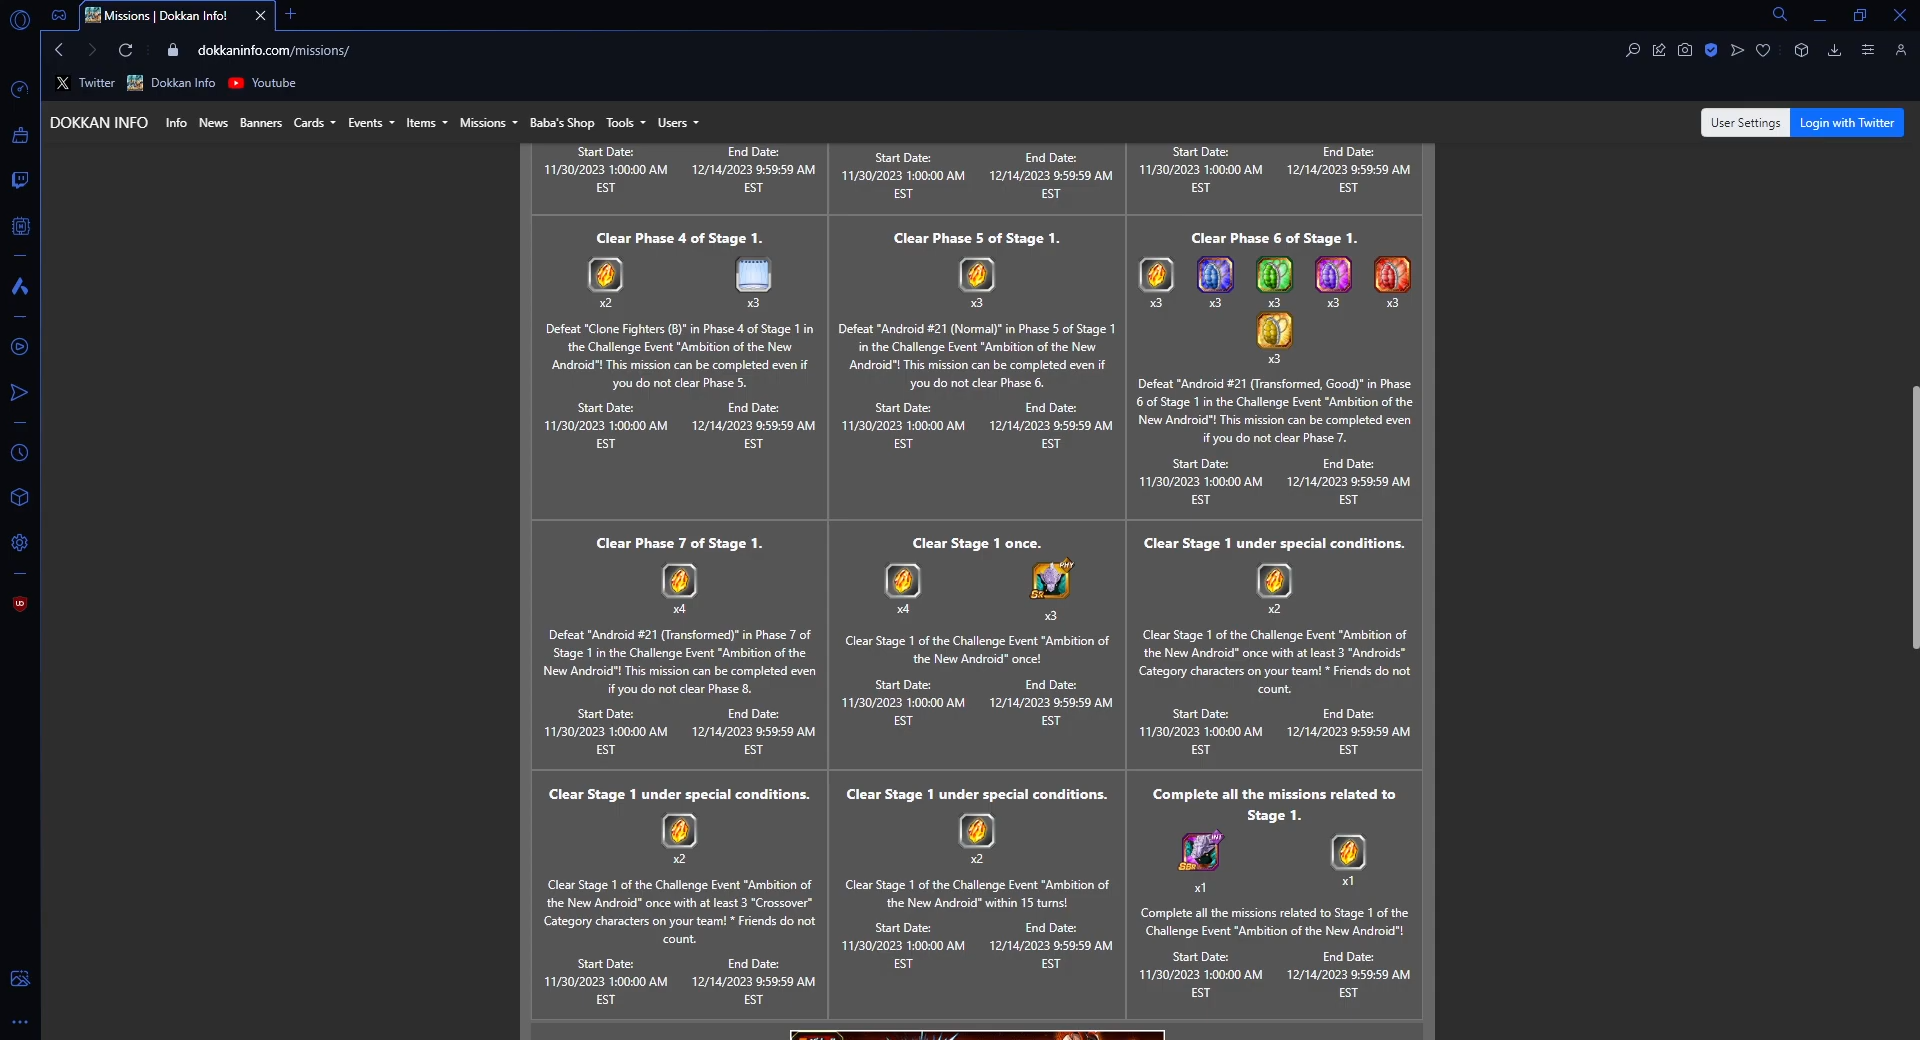 Missions | Dokkan Info!
dokkaninfo.com/missions/
Twitter
Dokkan Info
Youtube
DOKKAN INFO
Info
News
Banners
Cards
Events
Items
Missions
Baba's Shop
Tools
Users
User Settings
Login with Twitter
Start Date:
11/30/2023 1:00:00 AM
EST
End Date:
12/14/2023 9:59:59 AM
EST
Start Date:
11/30/2023 1:00:00 AM
EST
End Date:
12/14/2023 9:59:59 AM
EST
Start Date:
11/30/2023 1:00:00 AM
EST
End Date:
12/14/2023 9:59:59 AM
EST
Clear Phase 4 of Stage 1.
x2
x3
Defeat "Clone Fighters (B)" in Phase 4 of Stage 1 in
the Challenge Event "Ambition of the New
Android"! This mission can be completed even if
you do not clear Phase 5.
Start Date:
11/30/2023 1:00:00 AM
EST
End Date:
12/14/2023 9:59:59 AM
EST
Clear Phase 5 of Stage 1.
x3
Defeat "Android #21 (Normal)" in Phase 5 of Stage 1
in the Challenge Event "Ambition of the New
Android"! This mission can be completed even if
you do not clear Phase 6.
Start Date:
11/30/2023 1:00:00 AM
EST
End Date:
12/14/2023 9:59:59 AM
EST
Clear Phase 6 of Stage 1.
x3
x3
x3
x3
x3
x3
Defeat "Android #21 (Transformed, Good)" in Phase
6 of Stage 1 in the Challenge Event "Ambition of the
New Android"! This mission can be completed even
if you do not clear Phase 7.
Start Date:
11/30/2023 1:00:00 AM
EST
End Date:
12/14/2023 9:59:59 AM
EST
Clear Phase 7 of Stage 1.
x4
Defeat "Android #21 (Transformed)" in Phase 7 of
Stage 1 in the Challenge Event "Ambition of the
New Android"! This mission can be completed even
if you do not clear Phase 8.
Start Date:
11/30/2023 1:00:00 AM
EST
End Date:
12/14/2023 9:59:59 AM
EST
Clear Stage 1 once.
x4
PHY
SR
x3
Clear Stage 1 of the Challenge Event "Ambition of
the New Android" once!
Start Date:
11/30/2023 1:00:00 AM
EST
End Date:
12/14/2023 9:59:59 AM
EST
Clear Stage 1 under special conditions.
x2
Clear Stage 1 of the Challenge Event "Ambition of
the New Android" once with at least 3 "Androids"
Category characters on your team! * Friends do not
count.
Start Date:
11/30/2023 1:00:00 AM
EST
End Date:
12/14/2023 9:59:59 AM
EST
Clear Stage 1 under special conditions.
x2
Clear Stage 1 of the Challenge Event "Ambition of
the New Android" once with at least 3 "Crossover"
Category characters on your team! * Friends do not
count.
Start Date:
11/30/2023 1:00:00 AM
EST
End Date:
12/14/2023 9:59:59 AM
EST
Clear Stage 1 under special conditions.
x2
Clear Stage 1 of the Challenge Event "Ambition of
the New Android" within 15 turns!
Start Date:
11/30/2023 1:00:00 AM
EST
End Date:
12/14/2023 9:59:59 AM
EST
Complete all the missions related to
Stage 1.
INT
SSR
x1
x1
Complete all the missions related to Stage 1 of the
Challenge Event "Ambition of the New Android"!
Start Date:
11/30/2023 1:00:00 AM
EST
End Date:
12/14/2023 9:59:59 AM
EST